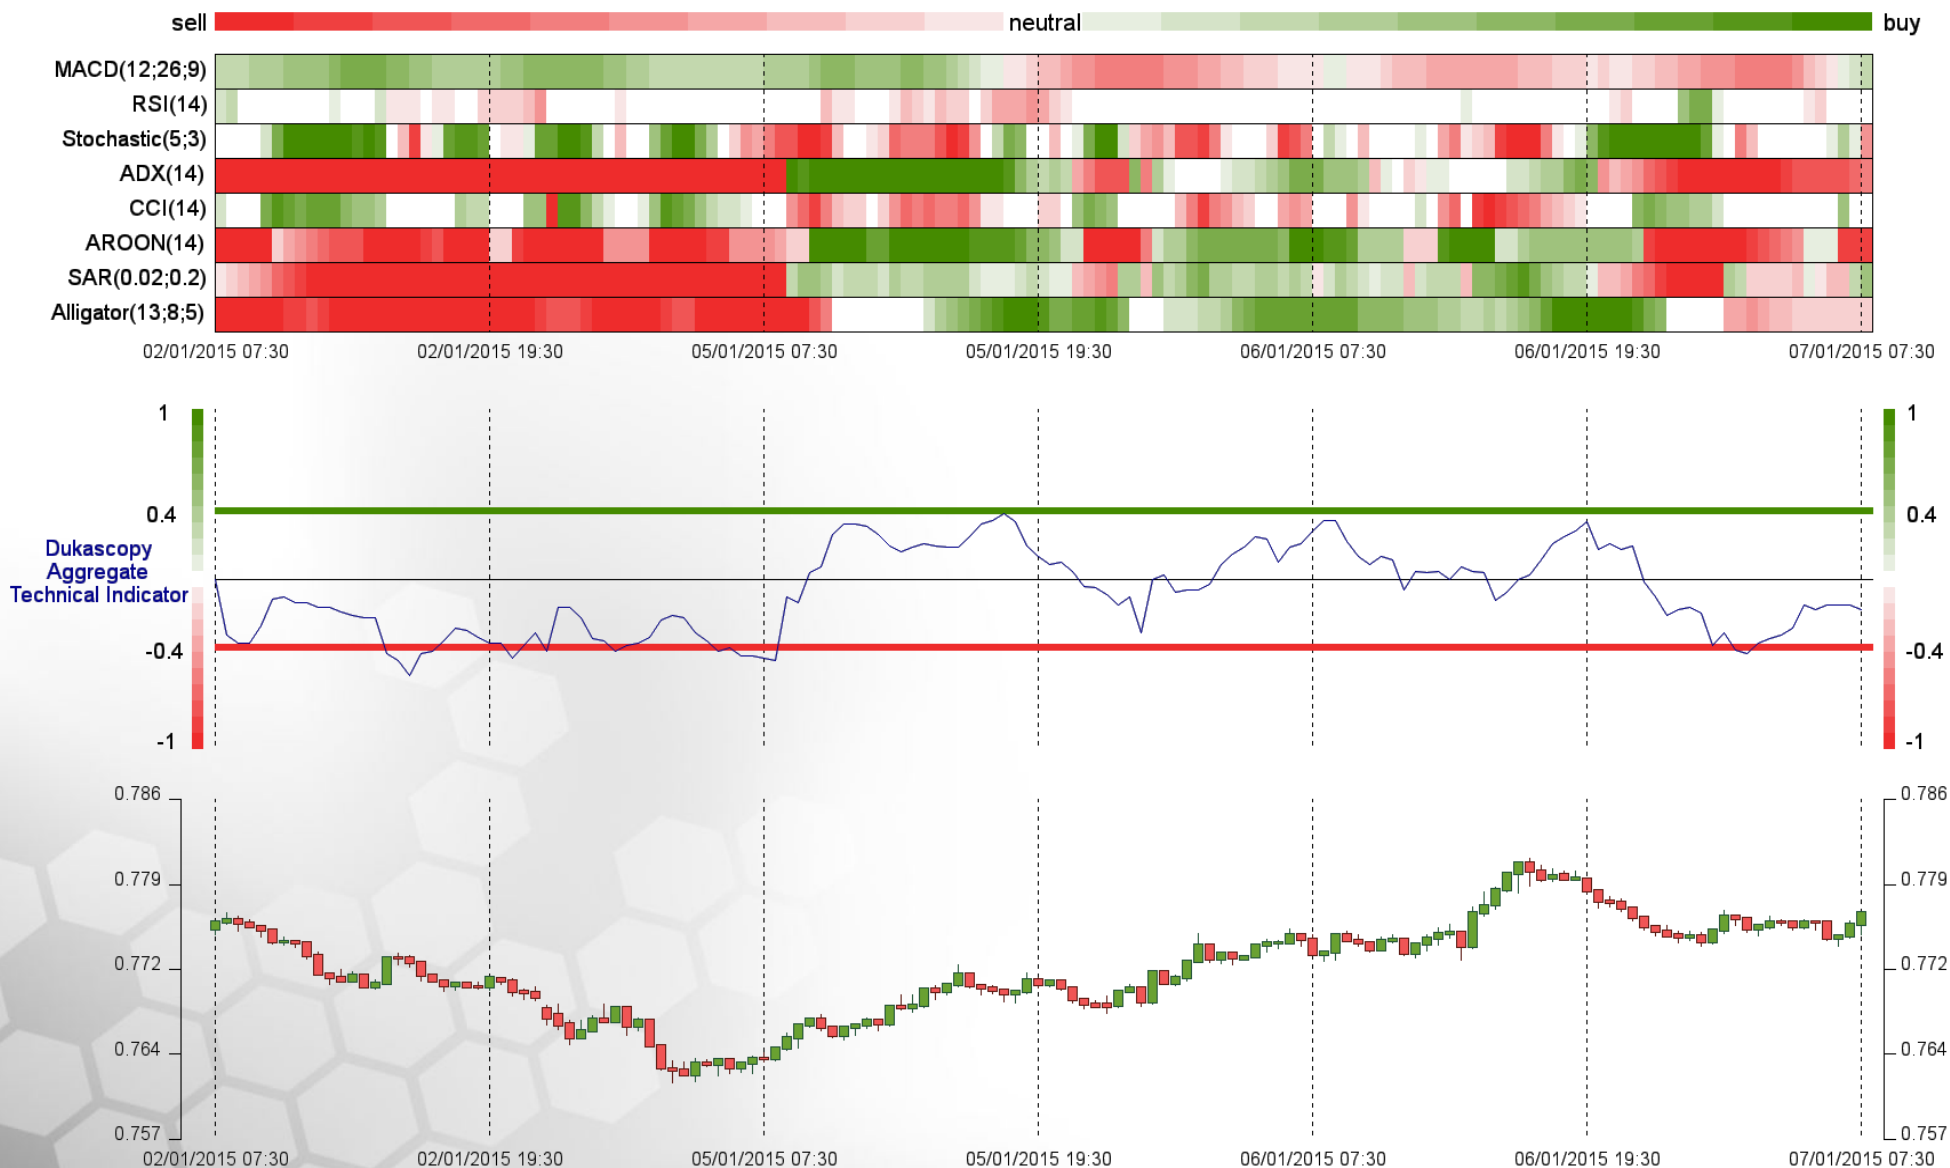 sell neutral buy
MACD(12;26;9)
RSI(14)
Stochastic(5;3)
ADX(14)
CCI(14)
AROON(14)
SAR(0.02;0.2)
Alligator(13;8;5)
02/01/2015 07:30 02/01/2015 19:30 05/01/2015 07:30 05/01/2015 19:30 06/01/2015 07:30 06/01/2015 19:30 07/01/2015 07:30
1 1
0.4 0.4
Dukascopy
Aggregate
Technical Indicator
-0.4 -0.4
-1 -1
0.786 0.786
0.779 0.779
0.772 0.772
0.764 0.764
0.757 0.757
02/01/2015 07:30 02/01/2015 19:30 05/01/2015 07:30 05/01/2015 19:30 06/01/2015 07:30 06/01/2015 19:30 07/01/2015 07:30